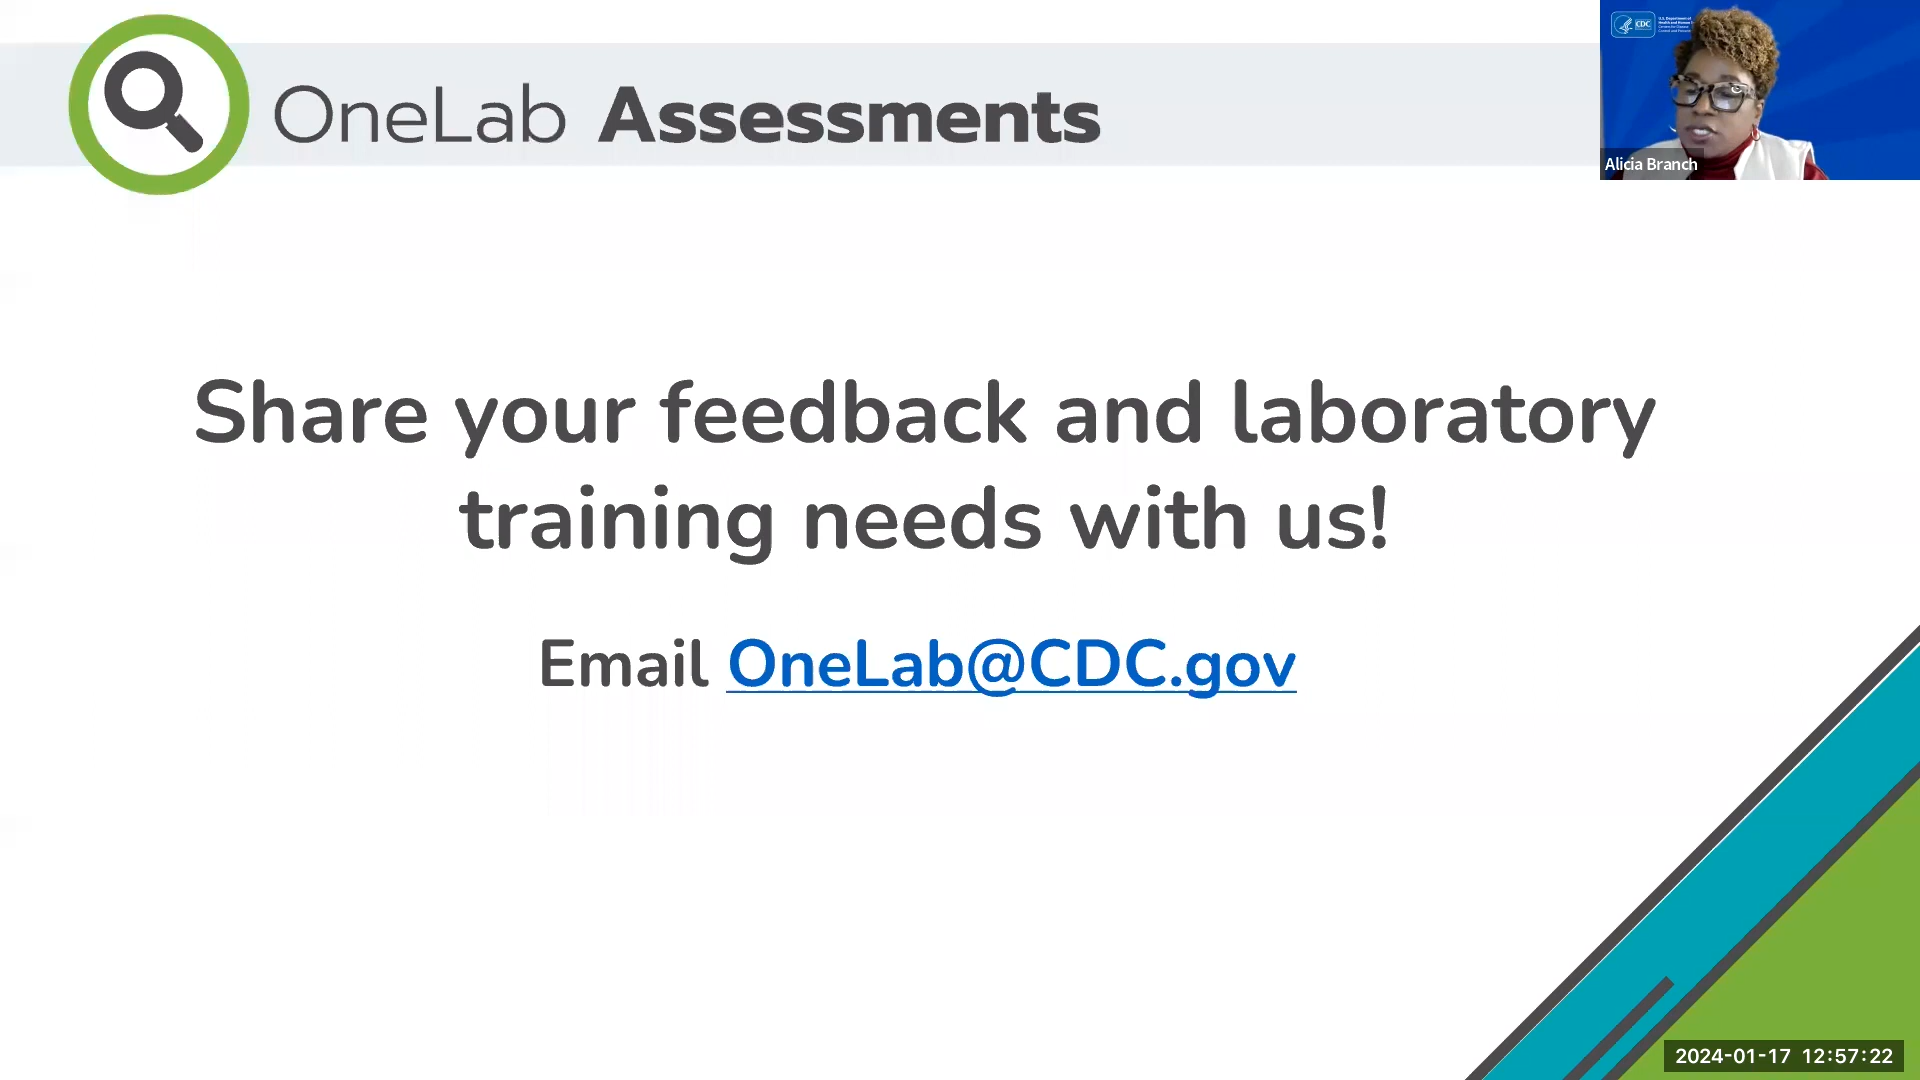 OneLab Assessments
CDC
Alicia Branch
Share your feedback and laboratory
training needs with us!
Email OneLab@CDC.gov
2024-01-17 12:57:22